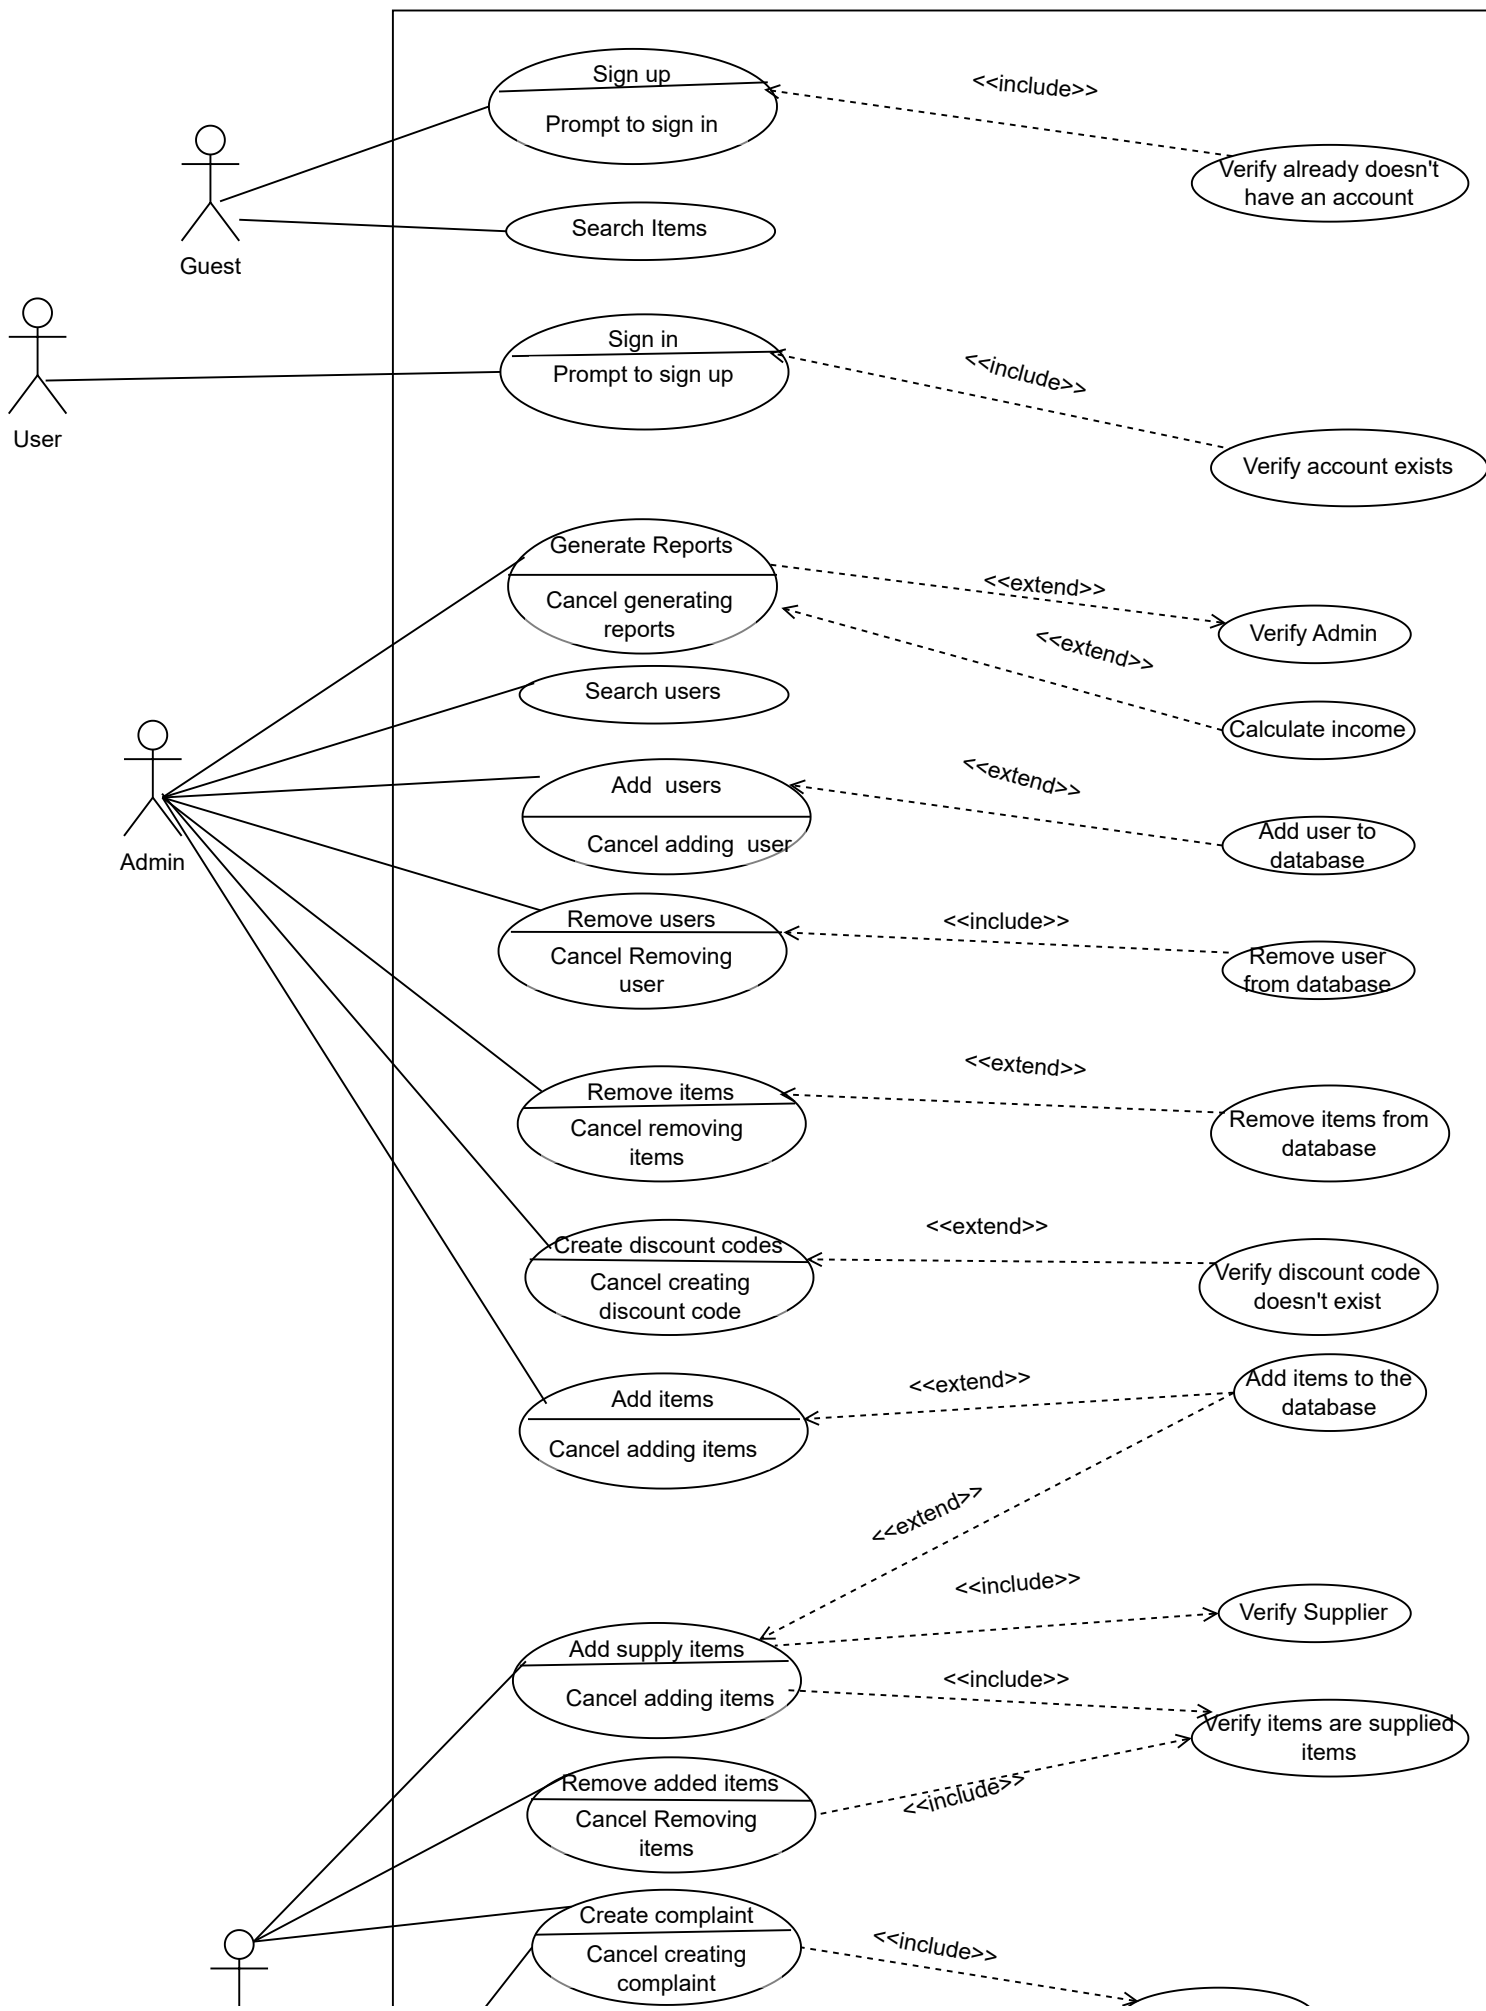 Sign up
<<include>>
Prompt to sign in
Verify already doesn't
have an account
Search Items
Guest
Sign in
<<include>>
Prompt to sign up
User
Verify account exists
Generate Reports
<<extend>>
Cancel generating
reports
Verify Admin
<<extend>>
Search users
Calculate income
<<extend>>
Add  users
Add user to
database
Cancel adding  user
Admin
Remove users
<<include>>
Cancel Removing
user
Remove user
from database
<<extend>>
Remove items
Cancel removing
items
Remove items from
database
<<extend>>
Create discount codes
Cancel creating
discount code
Verify discount code
doesn't exist
<<extend>>
Add items to the
database
Add items
Cancel adding items
<<extend>>
<<include>>
Verify Supplier
Add supply items
<<include>>
Cancel adding items
Verify items are supplied
items
Remove added items
<<include>>
Cancel Removing
items
Create complaint
<<include>>
Cancel creating
complaint